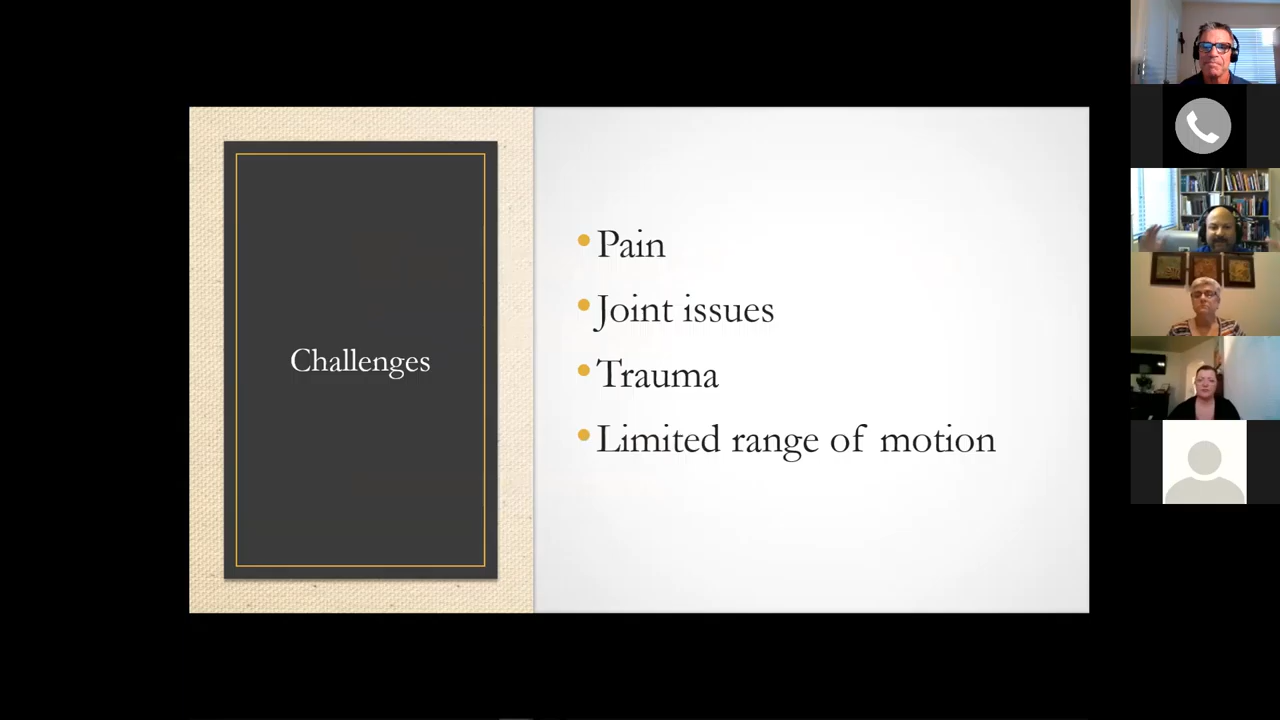 Challenges
Pain
Joint issues
Trauma
Limited range of motion